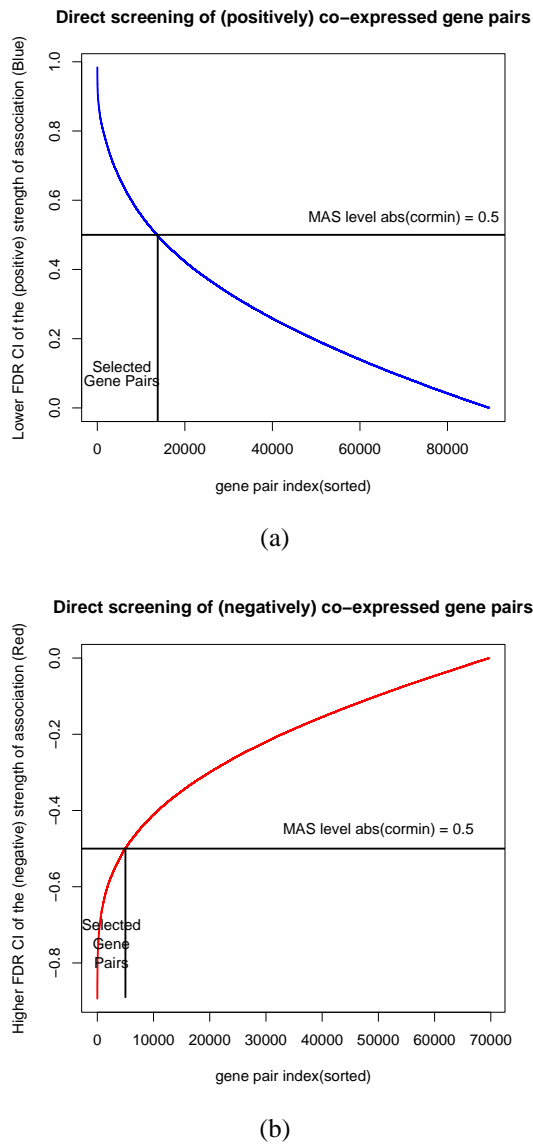 Direct screening of (positively) co−expressed gene pairs
Lower FDR CI of the (positive) strength of association (Blue)
1.0
0.8
0.6
0.4
0.2
0.0
MAS level abs(cormin) = 0.5
Selected
Gene Pairs
0 20000 40000 60000 80000
gene pair index(sorted)
(a)
Direct screening of (negatively) co−expressed gene pairs
Higher FDR CI of the (negative) strength of association (Red)
0.0
−0.2
−0.4
−0.6
−0.8
MAS level abs(cormin) = 0.5
Selected
Gene
Pairs
0 10000 20000 30000 40000 50000 60000 70000
gene pair index(sorted)
(b)